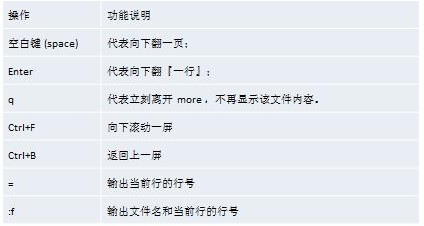 操作 功能说明
空白键 (space) 代表向下翻一页；
Enter 代表向下翻『一行』；
q 代表立刻离开 more ，不再显示该文件内容。
Ctrl+F 向下滚动一屏
Ctrl+B 返回上一屏
= 输出当前行的行号
:f 输出文件名和当前行的行号